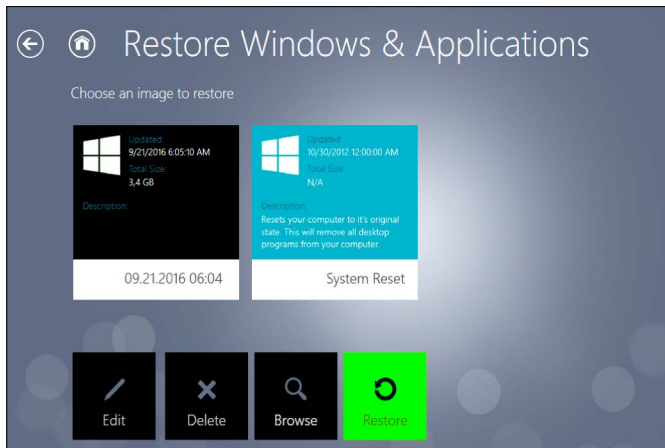 Restore Windows & Applications
Choose an image to restore
Updated:
9/21/2016 6:05:10 AM
Total Size:
3,4 GB
Description:
09.21.2016 06:04
Updated:
10/30/2012 12:00:00 AM
Total Size:
N/A
Description:
Resets your computer to it's original
state. This will remove all desktop
programs from your computer.
System Reset
Edit
Delete
Browse
Restore